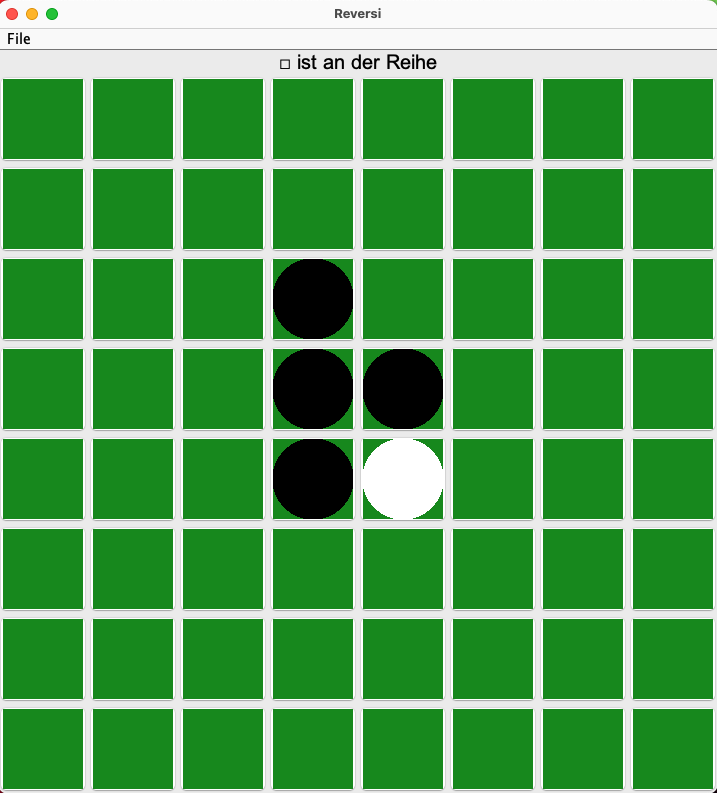 Reversi
File
□ ist an der Reihe